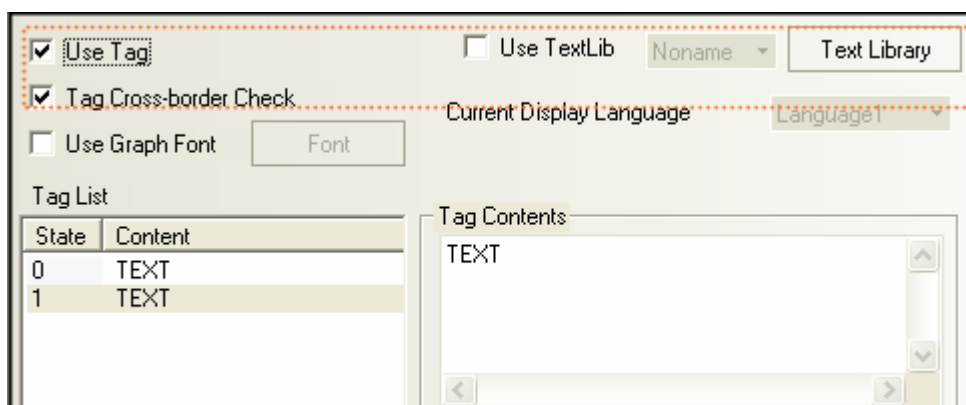 Use Tag Use TextLib Noname Text Library
Tag Cross-border Check
Current Display Language Language1
Use Graph Font Font
Tag List
Tag Contents
State Content
TEXT
0 TEXT
1 TEXT